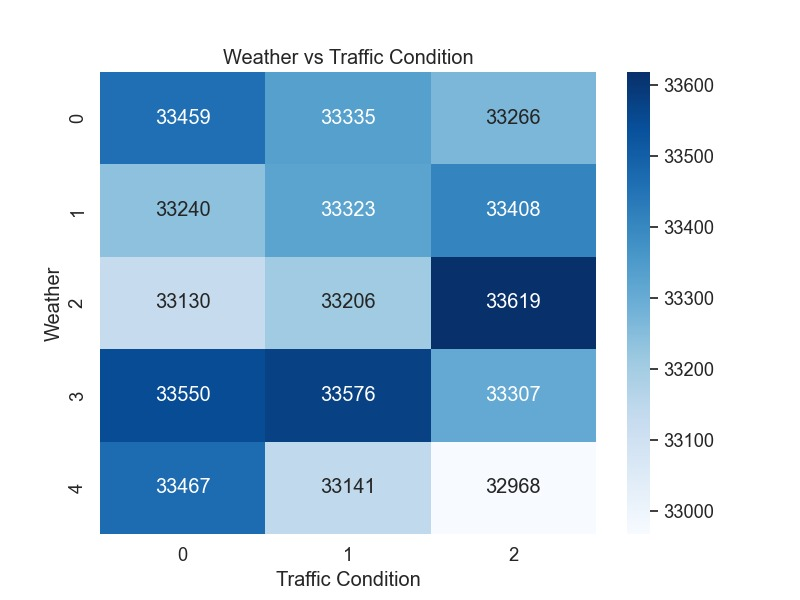 Weather vs Traffic Condition
0 33459 33335 33266
1 33240 33323 33408
2 33130 33206 33619
3 33550 33576 33307
4 33467 33141 32968
0 1 2
Traffic Condition
Weather
33600
33500
33400
33300
33200
33100
33000